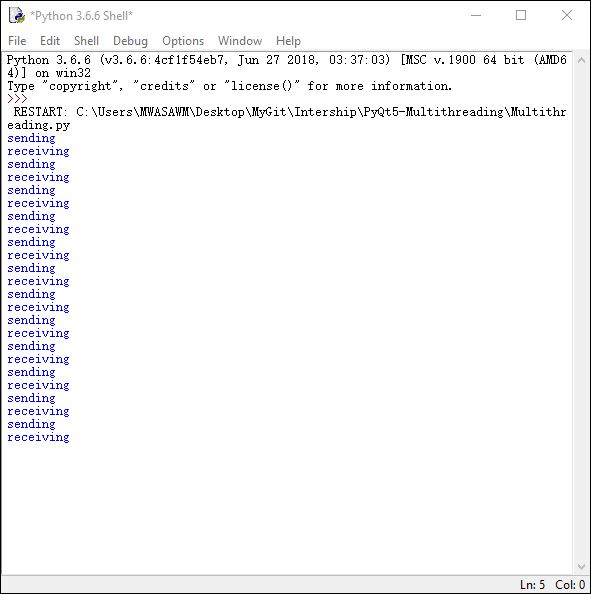 *Python 3.6.6 Shell*
File Edit Shell Debug Options Window Help
Python 3.6.6 (v3.6.6:4cf1f54eb7, Jun 27 2018, 03:37:03) [MSC v.1900 64 bit (AMD6
4)] on win32
Type "copyright", "credits" or "license()" for more information.
>>>
RESTART: C:\Users\MWASAWM\Desktop\MyGit\Intership\PyQt5-Multithreading\Multithr
eading.py
sending
receiving
sending
receiving
sending
receiving
sending
receiving
sending
receiving
sending
receiving
sending
receiving
sending
receiving
sending
receiving
sending
receiving
sending
receiving
sending
receiving
Ln: 5 Col: 0